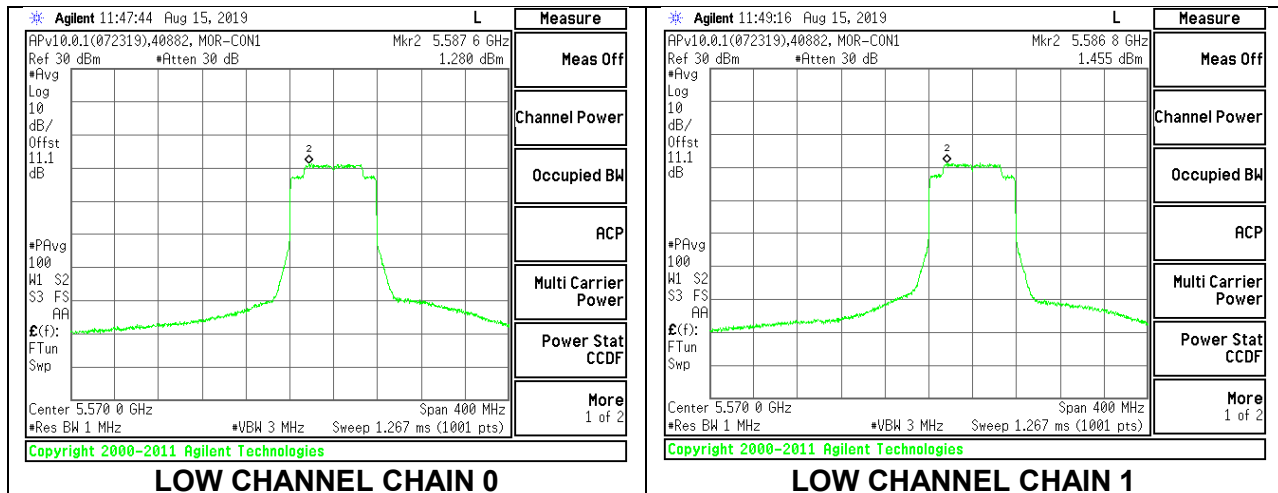 Agilent 11:47:44 Aug 15, 2019 L Measure
APv10.0.1(072319),40882, MOR-CON1 Mkr2 5.587 6 GHz
Ref 30 dBm #Atten 30 dB 1.280 dBm
Meas Off
#Avg
Log
10
dB/
Offst
11.1
dB
2
Channel Power
Occupied BW
ACP
#PAvg
100
W1 S2
S3 FS
AA
£(f):
FTun
Swp
Multi Carrier
Power
Power Stat
CCDF
More
1 of 2
Center 5.570 0 GHz Span 400 MHz
#Res BW 1 MHz #VBW 3 MHz Sweep 1.267 ms (1001 pts)
Copyright 2000-2011 Agilent Technologies
LOW CHANNEL CHAIN 0
Agilent 11:49:16 Aug 15, 2019 L Measure
APv10.0.1(072319),40882, MOR-CON1 Mkr2 5.586 8 GHz
Ref 30 dBm #Atten 30 dB 1.455 dBm
Meas Off
#Avg
Log
10
dB/
Offst
11.1
dB
2
Channel Power
Occupied BW
ACP
#PAvg
100
W1 S2
S3 FS
AA
£(f):
FTun
Swp
Multi Carrier
Power
Power Stat
CCDF
More
1 of 2
Center 5.570 0 GHz Span 400 MHz
#Res BW 1 MHz #VBW 3 MHz Sweep 1.267 ms (1001 pts)
Copyright 2000-2011 Agilent Technologies
LOW CHANNEL CHAIN 1